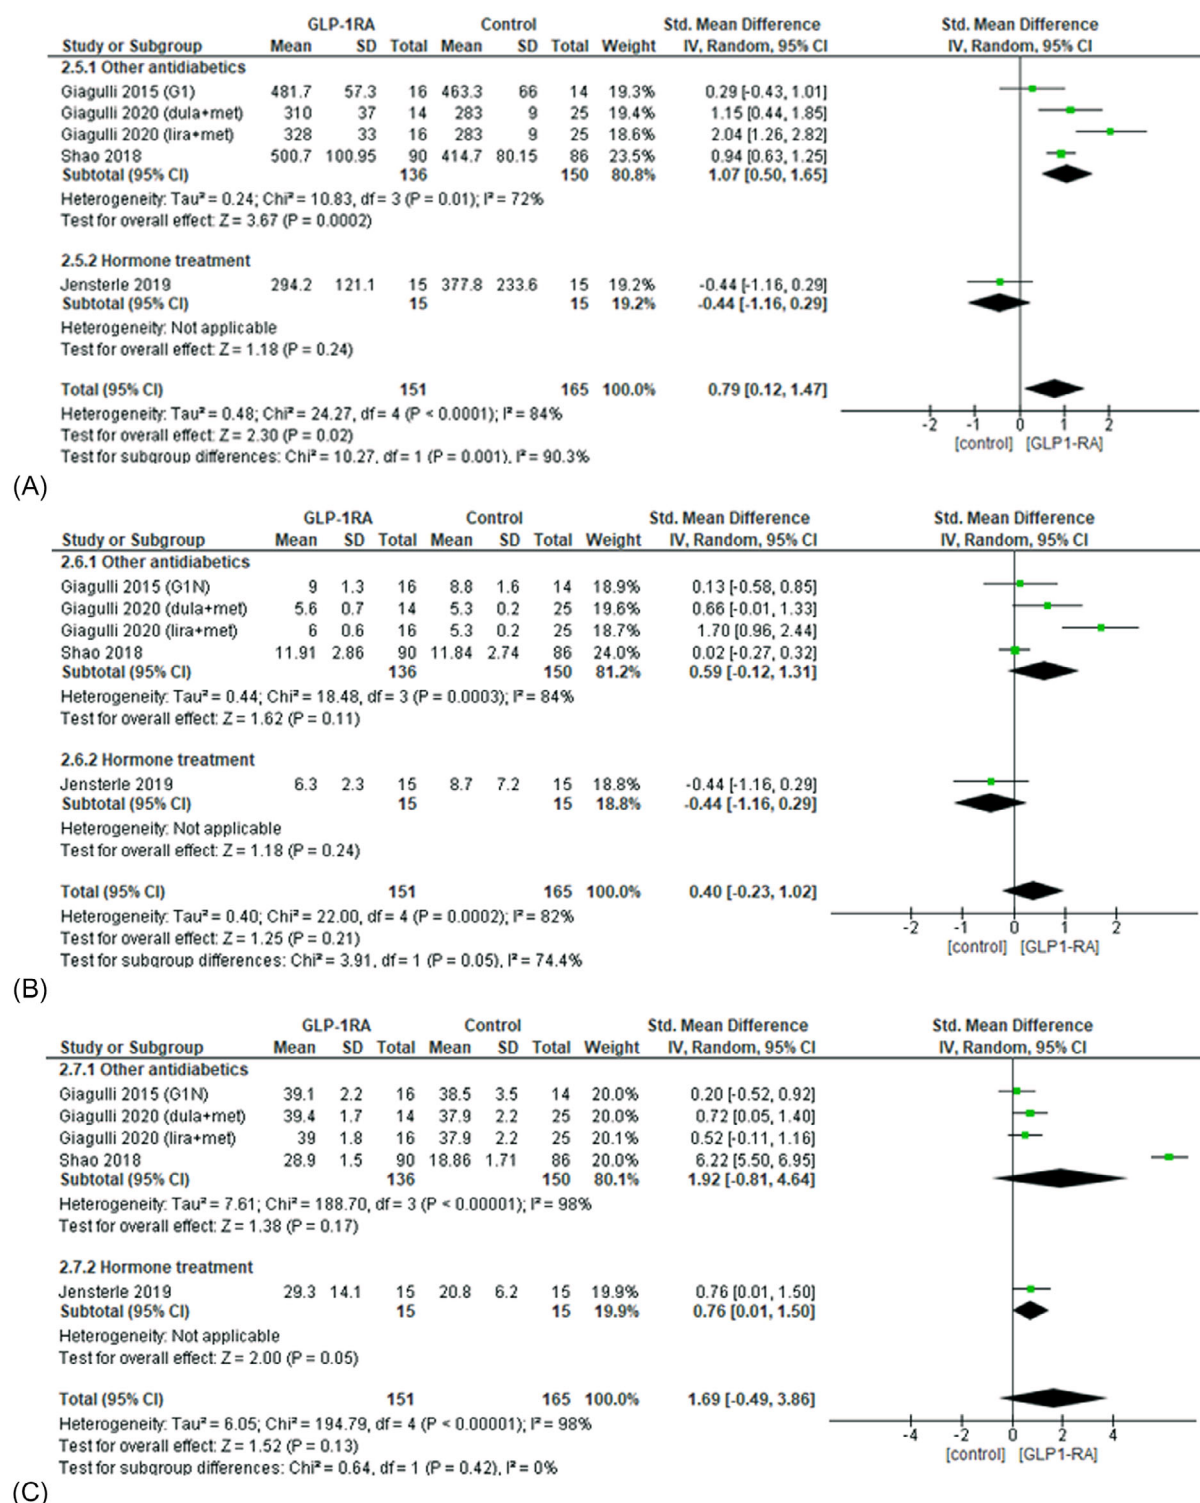 GLP-1RA Control Std. Mean Difference Std. Mean Difference
Study or Subgroup Mean SD Total Mean SD Total Weight IV, Random, 95% CI IV, Random, 95% CI
2.5.1 Other antidiabetics
Giagulli 2015 (G1) 481.7 57.3 16 463.3 66 14 19.3% 0.29 [-0.43, 1.01]
Giagulli 2020 (dula+met) 310 37 14 283 9 25 19.4% 1.15 [0.44, 1.85]
Giagulli 2020 (lira+met) 328 33 16 283 9 25 18.6% 2.04 [1.26, 2.82]
Shao 2018 500.7 100.95 90 414.7 80.15 86 23.5% 0.94 [0.63, 1.25]
Subtotal (95% CI) 136 150 80.8% 1.07 [0.50, 1.65]
Heterogeneity: Tau² = 0.24; Chi² = 10.83, df = 3 (P = 0.01); I² = 72%
Test for overall effect: Z = 3.67 (P = 0.0002)
2.5.2 Hormone treatment
Jensterle 2019 294.2 121.1 15 377.8 233.6 15 19.2% -0.44 [-1.16, 0.29]
Subtotal (95% CI) 15 15 19.2% -0.44 [-1.16, 0.29]
Heterogeneity: Not applicable
Test for overall effect: Z = 1.18 (P = 0.24)
Total (95% CI) 151 165 100.0% 0.79 [0.12, 1.47]
Heterogeneity: Tau² = 0.48; Chi² = 24.27, df = 4 (P < 0.0001); I² = 84%
Test for overall effect: Z = 2.30 (P = 0.02)
Test for subgroup differences: Chi² = 10.27, df = 1 (P = 0.001), I² = 90.3%
-2 -1 0 1 2
[control] [GLP1-RA]
(A)
GLP-1RA Control Std. Mean Difference Std. Mean Difference
Study or Subgroup Mean SD Total Mean SD Total Weight IV, Random, 95% CI IV, Random, 95% CI
2.6.1 Other antidiabetics
Giagulli 2015 (G1N) 9 1.3 16 8.8 1.6 14 18.9% 0.13 [-0.58, 0.85]
Giagulli 2020 (dula+met) 5.6 0.7 14 5.3 0.2 25 19.6% 0.66 [-0.01, 1.33]
Giagulli 2020 (lira+met) 6 0.6 16 5.3 0.2 25 18.7% 1.70 [0.96, 2.44]
Shao 2018 11.91 2.86 90 11.84 2.74 86 24.0% 0.02 [-0.27, 0.32]
Subtotal (95% CI) 136 150 81.2% 0.59 [-0.12, 1.31]
Heterogeneity: Tau² = 0.44; Chi² = 18.48, df = 3 (P = 0.0003); I² = 84%
Test for overall effect: Z = 1.62 (P = 0.11)
2.6.2 Hormone treatment
Jensterle 2019 6.3 2.3 15 8.7 7.2 15 18.8% -0.44 [-1.16, 0.29]
Subtotal (95% CI) 15 15 18.8% -0.44 [-1.16, 0.29]
Heterogeneity: Not applicable
Test for overall effect: Z = 1.18 (P = 0.24)
Total (95% CI) 151 165 100.0% 0.40 [-0.23, 1.02]
Heterogeneity: Tau² = 0.40; Chi² = 22.00, df = 4 (P = 0.0002); I² = 82%
Test for overall effect: Z = 1.25 (P = 0.21)
Test for subgroup differences: Chi² = 3.91, df = 1 (P = 0.05), I² = 74.4%
-2 -1 0 1 2
[control] [GLP1-RA]
(B)
GLP-1RA Control Std. Mean Difference Std. Mean Difference
Study or Subgroup Mean SD Total Mean SD Total Weight IV, Random, 95% CI IV, Random, 95% CI
2.7.1 Other antidiabetics
Giagulli 2015 (G1N) 39.1 2.2 16 38.5 3.5 14 20.0% 0.20 [-0.52, 0.92]
Giagulli 2020 (dula+met) 39.4 1.7 14 37.9 2.2 25 20.0% 0.72 [0.05, 1.40]
Giagulli 2020 (lira+met) 39 1.8 16 37.9 2.2 25 20.1% 0.52 [-0.11, 1.16]
Shao 2018 28.9 1.5 90 18.86 1.71 86 20.0% 6.22 [5.50, 6.95]
Subtotal (95% CI) 136 150 80.1% 1.92 [-0.81, 4.64]
Heterogeneity: Tau² = 7.61; Chi² = 188.70, df = 3 (P < 0.00001); I² = 98%
Test for overall effect: Z = 1.38 (P = 0.17)
2.7.2 Hormone treatment
Jensterle 2019 29.3 14.1 15 20.8 6.2 15 19.9% 0.76 [0.01, 1.50]
Subtotal (95% CI) 15 15 19.9% 0.76 [0.01, 1.50]
Heterogeneity: Not applicable
Test for overall effect: Z = 2.00 (P = 0.05)
Total (95% CI) 151 165 100.0% 1.69 [-0.49, 3.86]
Heterogeneity: Tau² = 6.05; Chi² = 194.79, df = 4 (P < 0.00001); I² = 98%
Test for overall effect: Z = 1.52 (P = 0.13)
Test for subgroup differences: Chi² = 0.64, df = 1 (P = 0.42), I² = 0%
-4 -2 0 2 4
[control] [GLP1-RA]
(C)